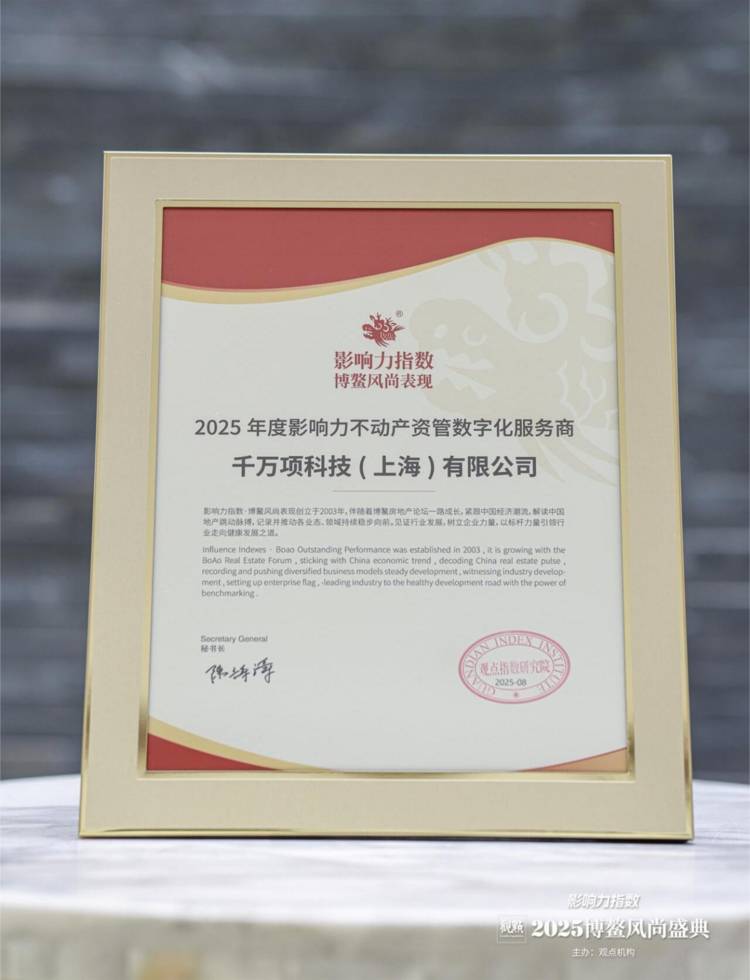 ®
影响力指数
博鳌风尚表现
2025 年度影响力不动产资管数字化服务商
千万项科技 ( 上海 ) 有限公司
影响力指数·博鳌风尚表现创立于2003年,伴随着博鳌房地产论坛一路成长,紧跟中国经济潮流,解读中国
地产跳动脉搏,记录并推动各业态、领域持续稳步向前,见证行业发展,树立企业力量,以标杆力量引领行
业走向健康发展之道。
Influence Indexes · Boao Outstanding Performance was established in 2003 , it is growing with the
BoAo Real Estate Forum , sticking with China economic trend , decoding China real estate pulse ,
recording and pushing diversified business models steady development , witnessing industry develop-
ment , setting up enterprise flag , -leading industry to the healthy development road with the power of
benchmarking .
Secretary General
秘书长
GUANDIAN INDEX INSTITUTE
观点指数研究院
2025-08
影响力指数
观点 2025博鳌风尚盛典
主办：观点机构